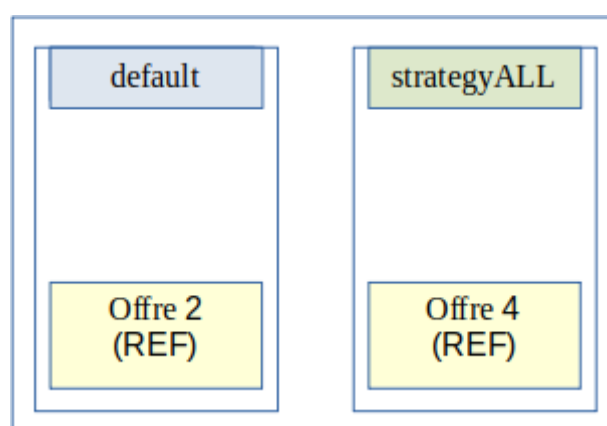 default
strategyALL
Offre 2
(REF)
Offre 4
(REF)